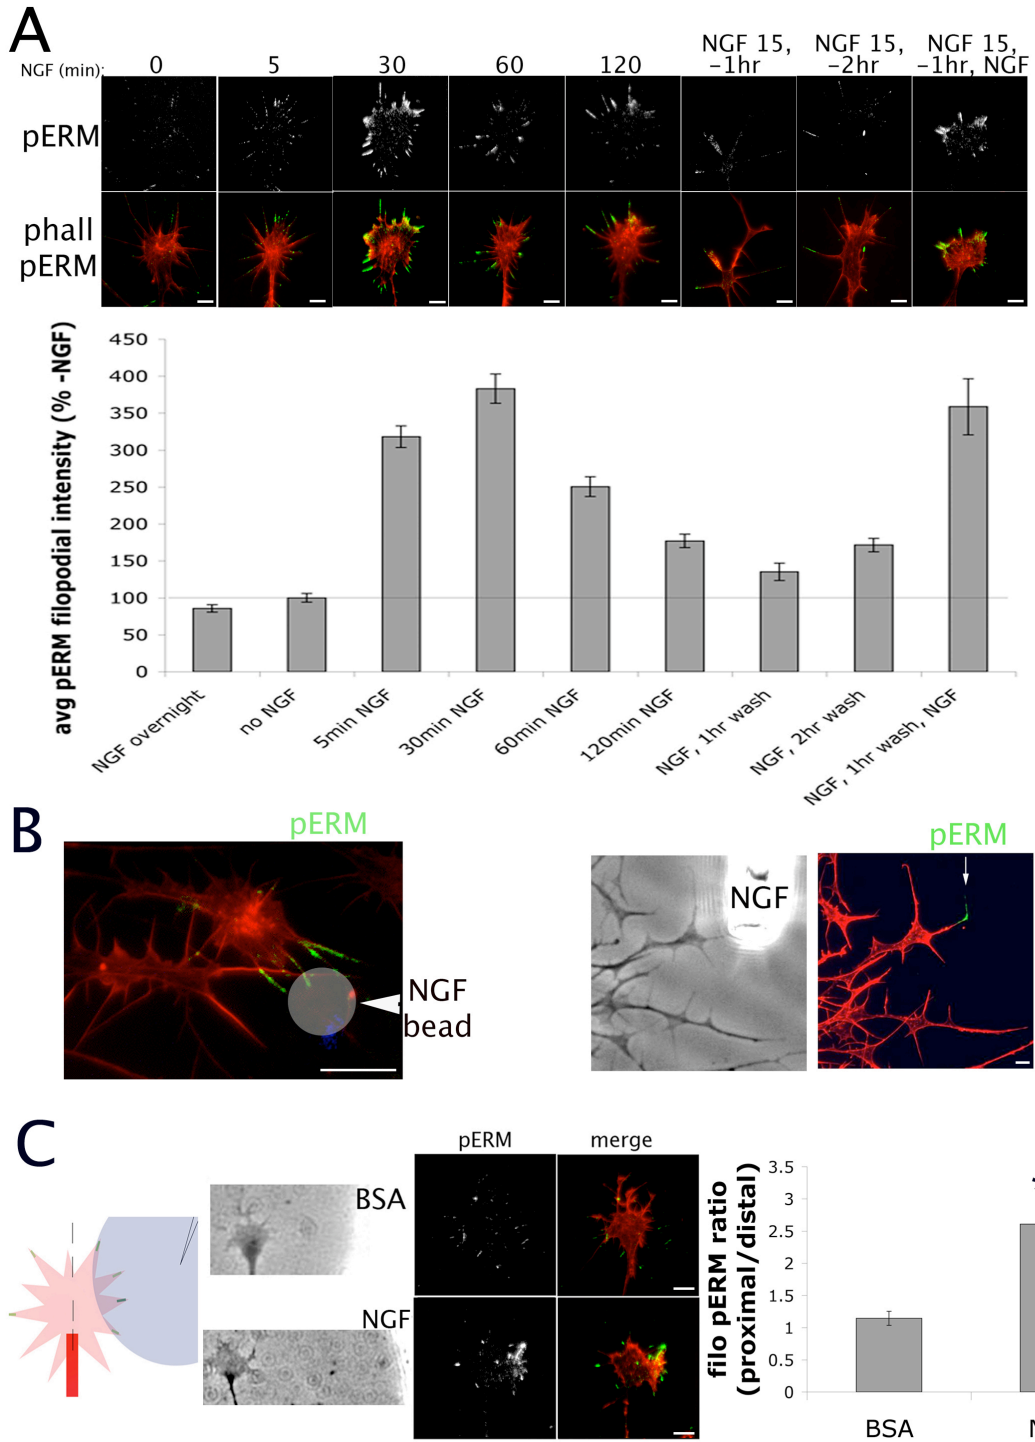 A
NGF (min): 0 5 30 60 120 NGF 15, -1hr NGF 15, -2hr NGF 15, -1hr, NGF
pERM
phall
pERM
avg pERM filopodial intensity (% -NGF)
450
400
350
300
250
200
150
100
50
0
NGF overnight
no NGF
5min NGF
30min NGF
60min NGF
120min NGF
NGF, 1hr wash
NGF, 2hr wash
NGF, 1hr wash, NGF
B
pERM
NGF
bead
NGF
pERM
C
BSA
NGF
pERM
merge
filo pERM ratio
(proximal/distal)
3.5
3
2.5
2
1.5
1
0.5
0
BSA